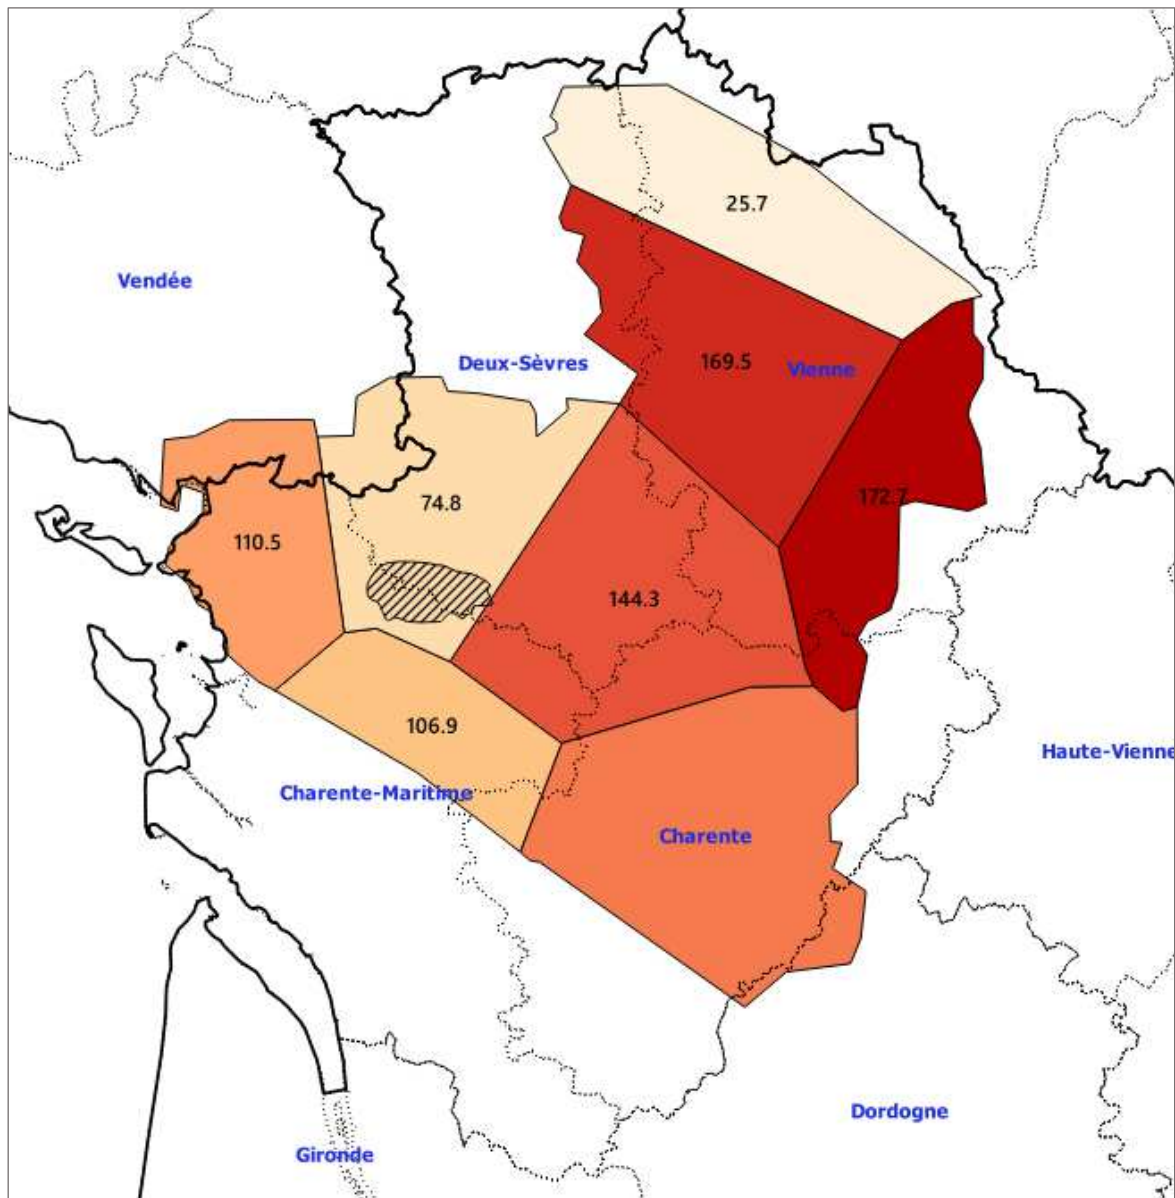 25.7
Vendée
Deux-Sèvres
169.5
Vienne
74.8
172.7
110.5
144.3
106.9
Haute-Vienne
Charente-Maritime
Charente
Dordogne
Gironde